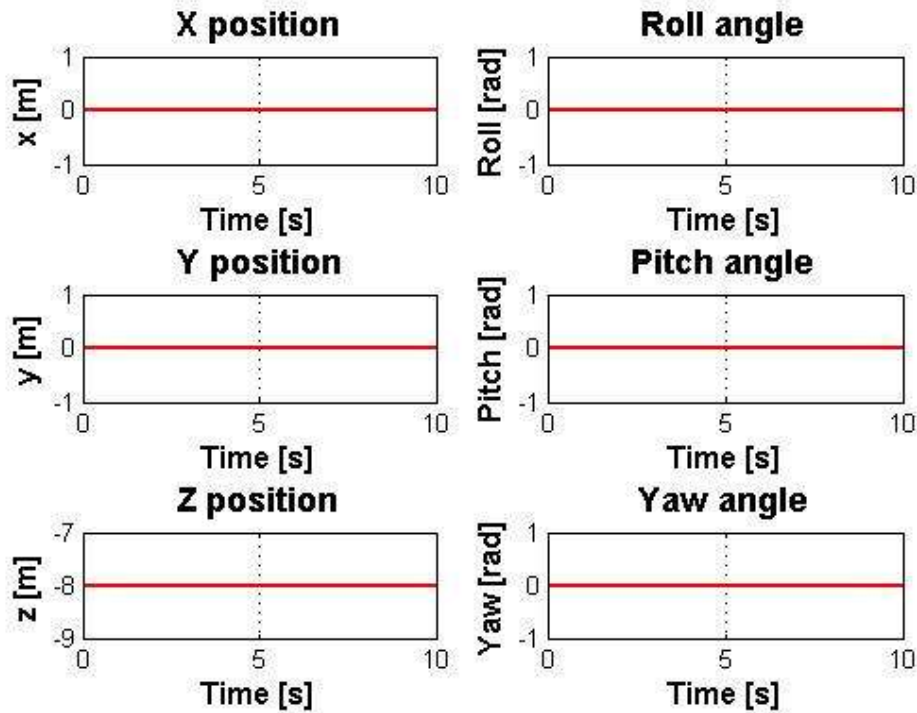 X position
x [m]
1
0
-1
0
5
10
Time [s]
Roll angle
Roll [rad]
1
0
-1
0
5
10
Time [s]
Y position
y [m]
1
0
-1
0
5
10
Time [s]
Pitch angle
Pitch [rad]
1
0
-1
0
5
10
Time [s]
Z position
z [m]
-7
-8
-9
0
5
10
Time [s]
Yaw angle
Yaw [rad]
1
0
-1
0
5
10
Time [s]